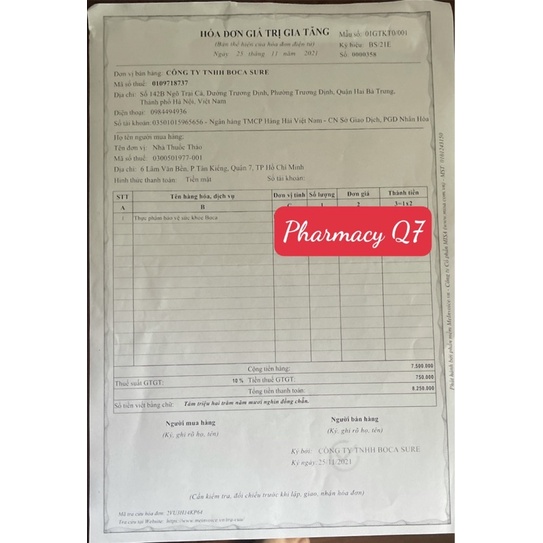 HÓA ĐƠN GIÁ TRỊ GIA TĂNG
Mẫu số: 01GTKT0/001
(Bản thể hiện của hóa đơn điện tử)
Ký hiệu: BS/21E
Ngày 25 tháng 11 năm 2021
Số: 0000358
Đơn vị bán hàng: CÔNG TY TNHH BOCA SURE
Mã số thuế: 0109718737
Địa chỉ: Số 142B Ngõ Trại Cá, Đường Trương Định, Phường Trương Định, Quận Hai Bà Trưng,
Thành phố Hà Nội, Việt Nam
Điện thoại: 0984494936
Số tài khoản: 03501015965656 - Ngân hàng TMCP Hàng Hải Việt Nam - CN Sở Giao Dịch, PGD Nhân Hòa
Họ tên người mua hàng:
Tên đơn vị: Nhà Thuốc Thảo
Mã số thuế: 0300501977-001
Địa chỉ: 6 Lâm Văn Bền, P Tân Kiểng, Quận 7, TP Hồ Chí Minh
Hình thức thanh toán: Tiền mặt
Số tài khoản:
STT Tên hàng hóa, dịch vụ Đơn vị tính Số lượng Đơn giá Thành tiền
A B C 1 2 3=1x2
1 Thực phẩm bảo vệ sức khỏe Boca
Pharmacy Q7
Cộng tiền hàng: 7.500.000
Thuế suất GTGT: 10 % Tiền thuế GTGT: 750.000
Tổng tiền thanh toán: 8.250.000
Số tiền viết bằng chữ: Tám triệu hai trăm năm mươi nghìn đồng chẵn.
Người mua hàng
Người bán hàng
(Ký, ghi rõ họ, tên)
(Ký, ghi rõ họ, tên)
Ký bởi: CÔNG TY TNHH BOCA SURE
Ký ngày: 25/11/2021
(Cần kiểm tra, đối chiếu trước khi lập, giao, nhận hóa đơn)
Mã tra cứu hóa đơn:
Tra cứu tại Website: